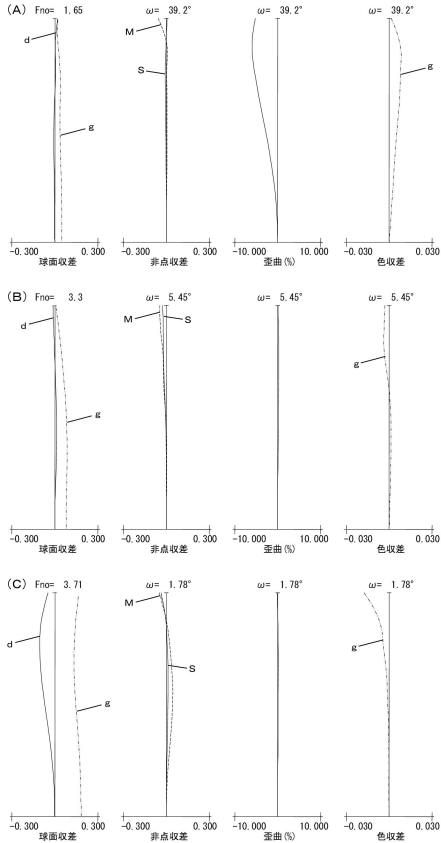 (A) Fno= 1.65 ω= 39.2° ω= 39.2° ω= 39.2°
d M S g g
-0.300 0.300 -0.300 0.300 -10.000 10.000 -0.030 0.030
球面収差 非点収差 歪曲(%) 色収差
(B) Fno= 3.3 ω= 5.45° ω= 5.45° ω= 5.45°
d M S g g
-0.300 0.300 -0.300 0.300 -10.000 10.000 -0.030 0.030
球面収差 非点収差 歪曲(%) 色収差
(C) Fno= 3.71 ω= 1.78° ω= 1.78° ω= 1.78°
M d g S g
-0.300 0.300 -0.300 0.300 -10.000 10.000 -0.030 0.030
球面収差 非点収差 歪曲(%) 色収差